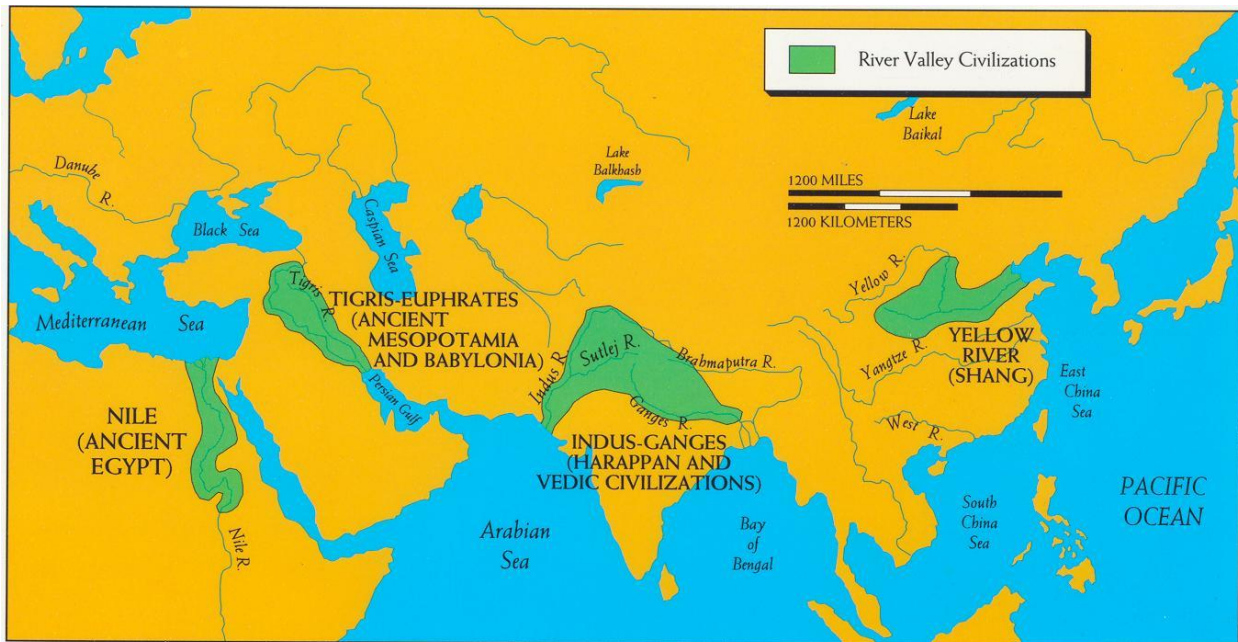 River Valley Civilizations
Lake
Baikal
Lake
Balkhash
1200 MILES
1200 KILOMETERS
Danube
R.
Black Sea
Caspian Sea
Yellow R.
Tigris R.
TIGRIS-EUPHRATES
(ANCIENT
MESOPOTAMIA
AND BABYLONIA)
Mediterranean Sea
Persian Gulf
Indus R.
Sutlej R.
Brahmaputra R.
Ganges R.
Yangtze R.
YELLOW
RIVER
(SHANG)
East
China
Sea
West R.
NILE
(ANCIENT
EGYPT)
Nile R.
INDUS-GANGES
(HARAPPAN AND
VEDIC CIVILIZATIONS)
Arabian
Sea
Bay
of
Bengal
South
China
Sea
PACIFIC
OCEAN